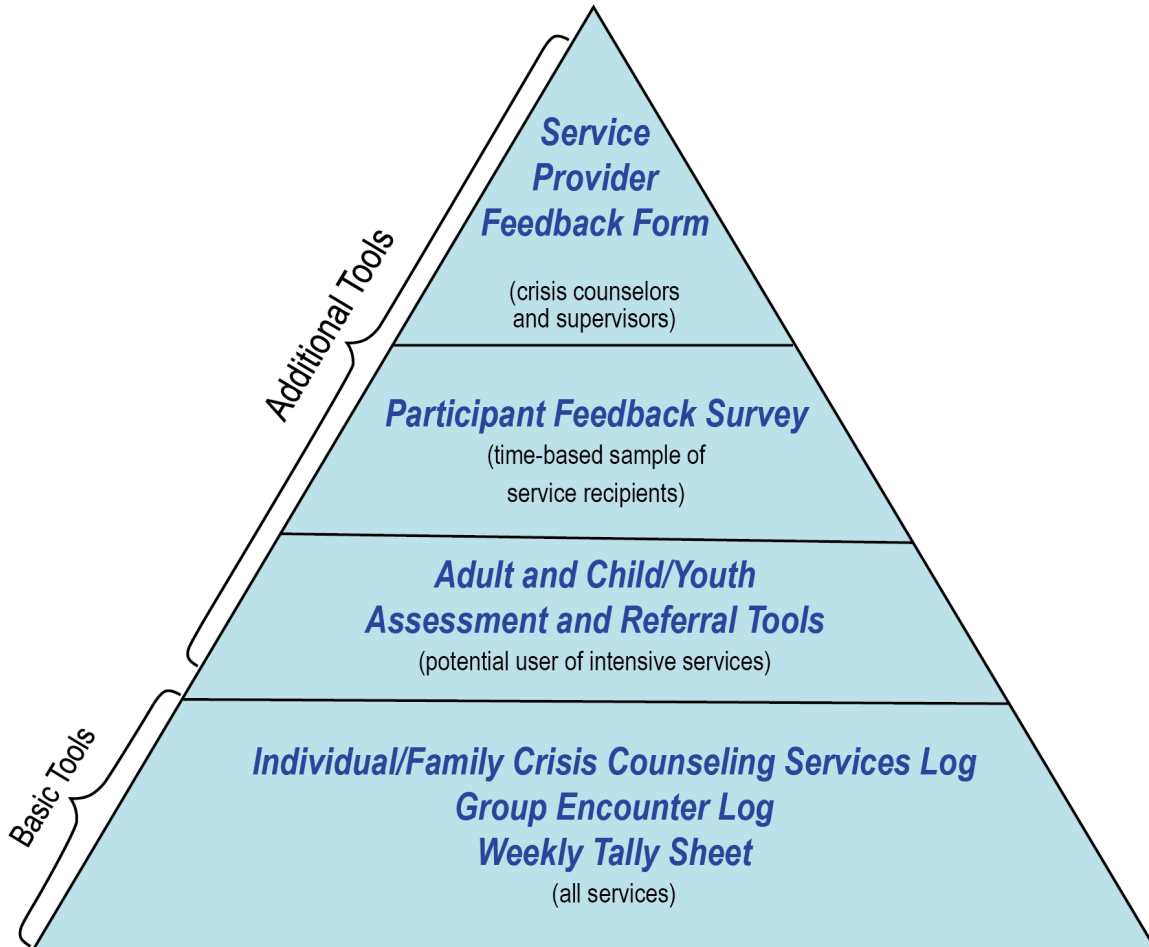 Service
Provider
Feedback Form
(crisis counselors
and supervisors)
Additional Tools
Participant Feedback Survey
(time-based sample of
service recipients)
Adult and Child/Youth
Assessment and Referral Tools
(potential user of intensive services)
Basic Tools
Individual/Family Crisis Counseling Services Log
Group Encounter Log
Weekly Tally Sheet
(all services)